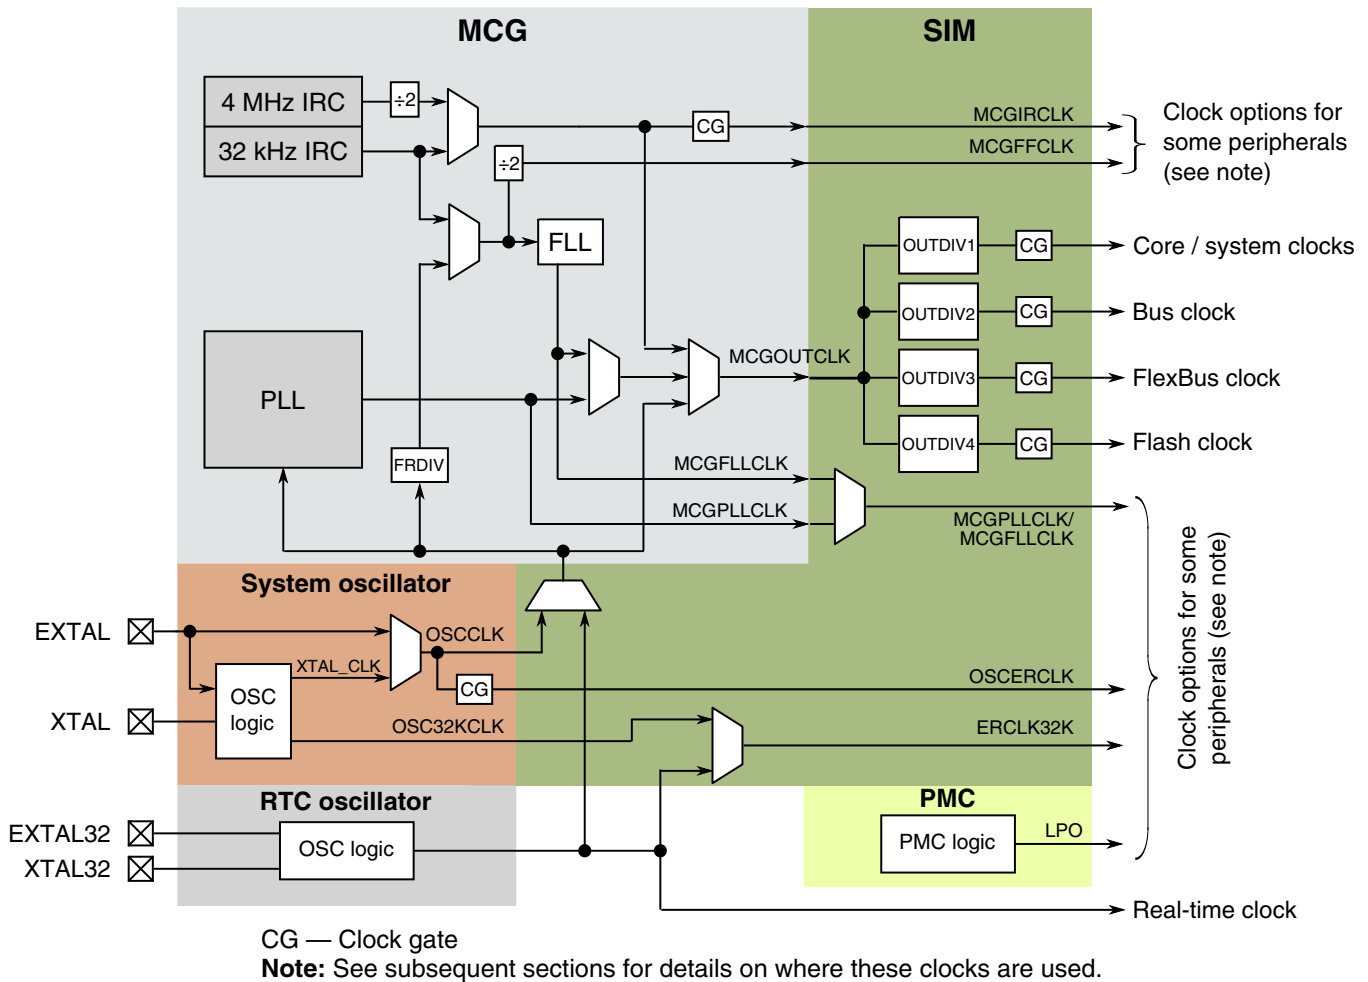 MCG
SIM
4 MHz IRC
÷2
32 kHz IRC
CG
MCGIRCLK
÷2
MCGFFCLK
Clock options for
some peripherals
(see note)
FLL
OUTDIV1
CG
Core / system clocks
OUTDIV2
CG
Bus clock
MCGOUTCLK
OUTDIV3
CG
FlexBus clock
PLL
OUTDIV4
CG
Flash clock
FRDIV
MCGFLLCLK
MCGPLLCLK
MCGPLLCLK/
MCGFLLCLK
Clock options for some
peripherals (see note)
System oscillator
EXTAL
OSCCLK
XTAL_CLK
OSC
logic
CG
OSCERCLK
XTAL
OSC32KCLK
ERCLK32K
RTC oscillator
PMC
EXTAL32
XTAL32
OSC logic
PMC logic
LPO
Real-time clock
CG — Clock gate
Note: See subsequent sections for details on where these clocks are used.